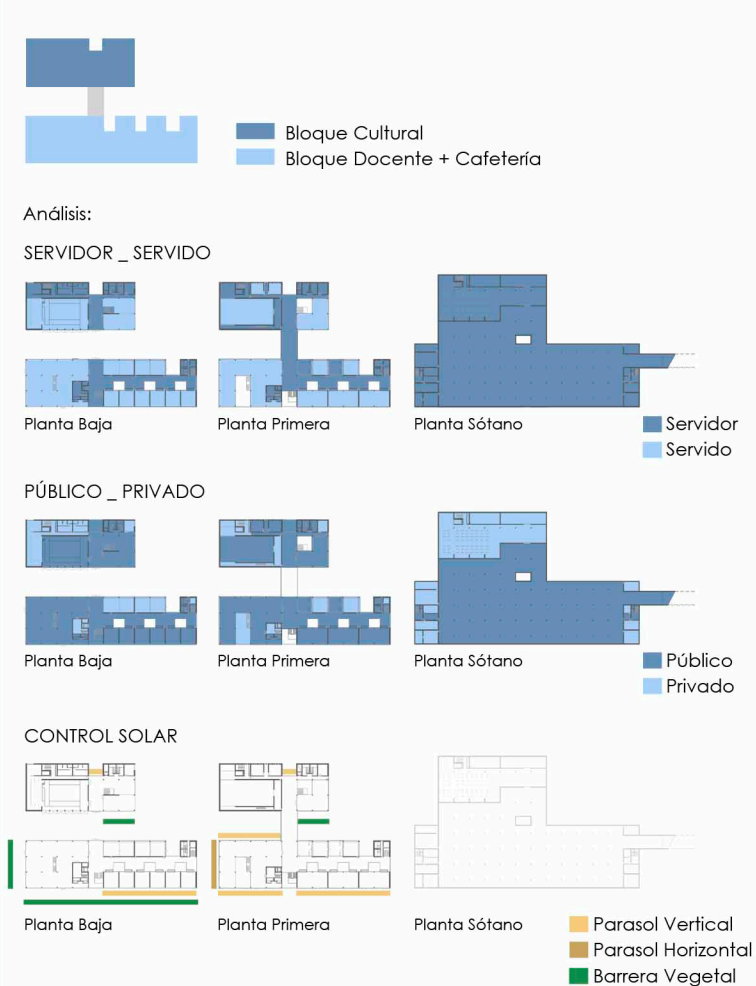 Bloque Cultural
Bloque Docente + Cafetería
Análisis:
SERVIDOR _ SERVIDO
Planta Baja
Planta Primera
Planta Sótano
Servidor
Servido
PÚBLICO _ PRIVADO
Planta Baja
Planta Primera
Planta Sótano
Público
Privado
CONTROL SOLAR
Planta Baja
Planta Primera
Planta Sótano
Parasol Vertical
Parasol Horizontal
Barrera Vegetal